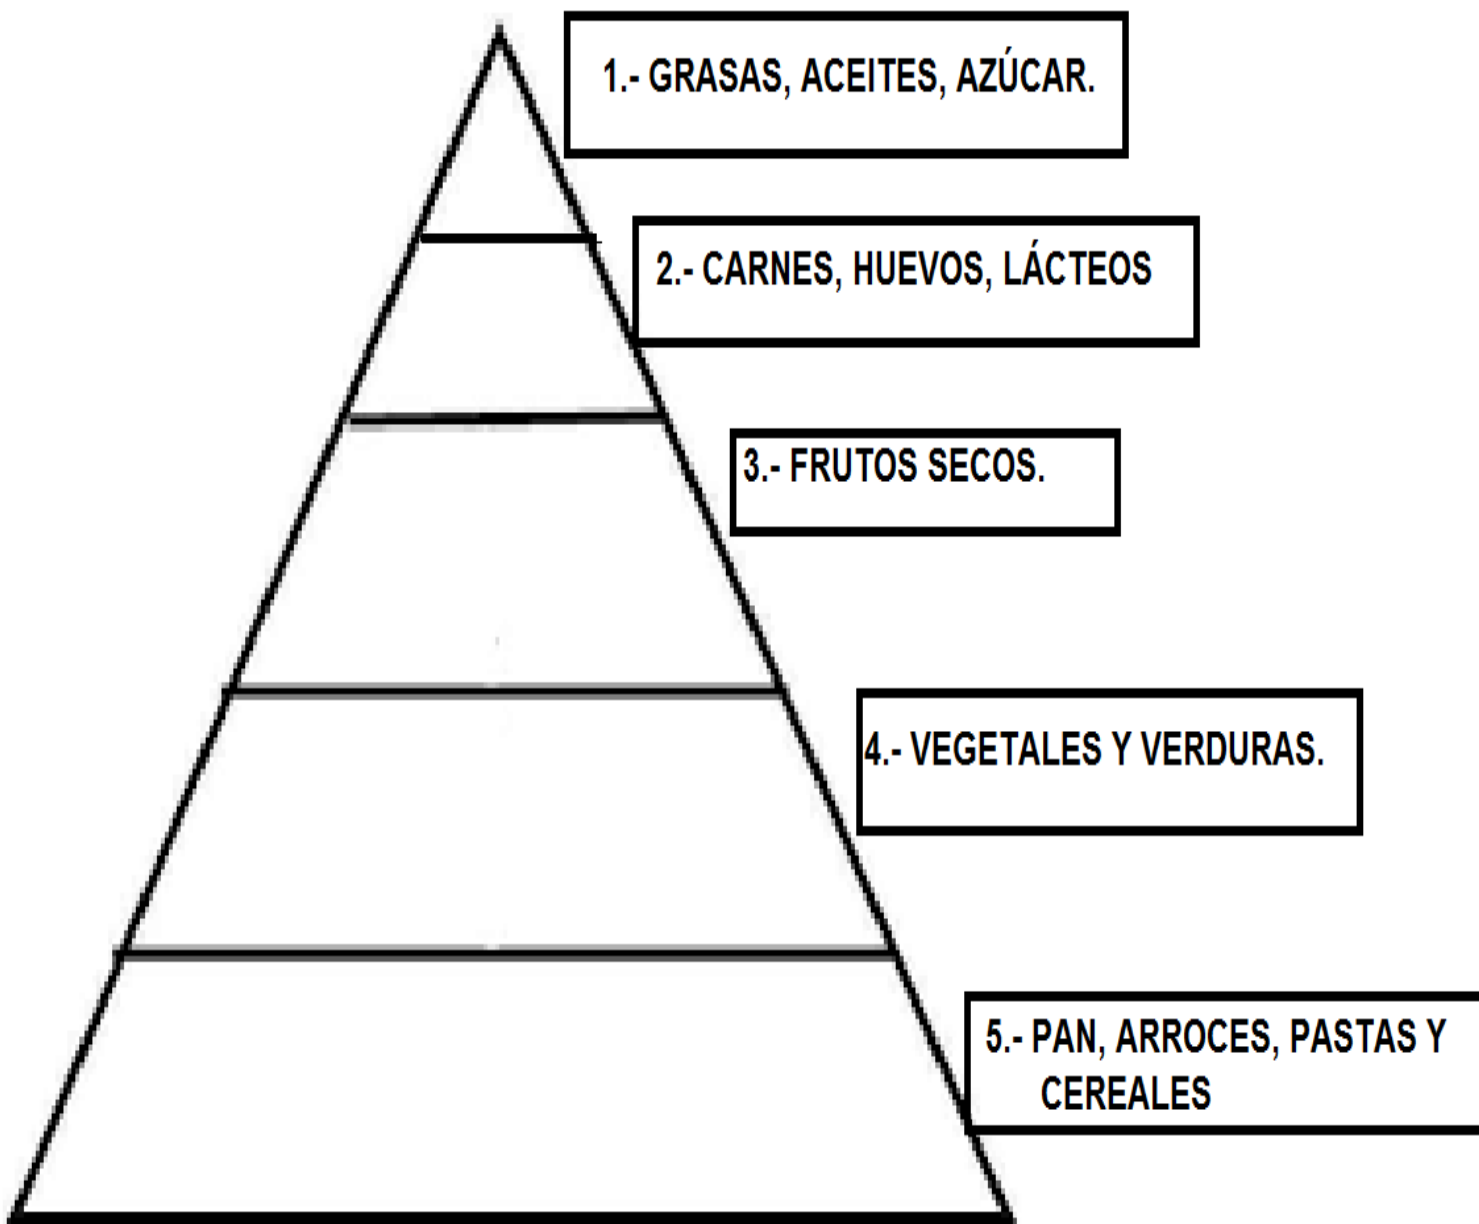 1.- GRASAS, ACEITES, AZÚCAR.
2.- CARNES, HUEVOS, LÁCTEOS
3.- FRUTOS SECOS.
4.- VEGETALES Y VERDURAS.
5.- PAN, ARROCES, PASTAS Y
CEREALES